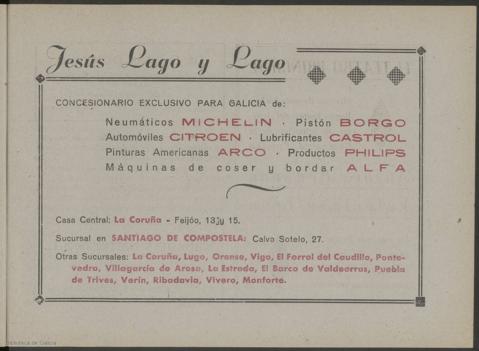 Jesús Lago y Lago
CONCESIONARIO EXCLUSIVO PARA GALICIA de:
Neumáticos MICHELIN · Pistón BORGO
Automóviles CITROEN · Lubrificantes CASTROL
Pinturas Americanas ARCO · Productos PHILIPS
Máquinas de coser y bordar ALFA
Casa Central: La Coruña - Feijóo, 13 y 15.
Sucursal en SANTIAGO DE COMPOSTELA: Calvo Sotelo, 27.
Otras Sucursales: La Coruña, Lugo, Orense, Vigo, El Ferrol del Caudillo, Ponte-
vedra, Villagarcía de Arosa, La Estrada, El Barco de Valdeorras, Puebla
de Trives, Verín, Ribadavia, Vivero, Monforte.